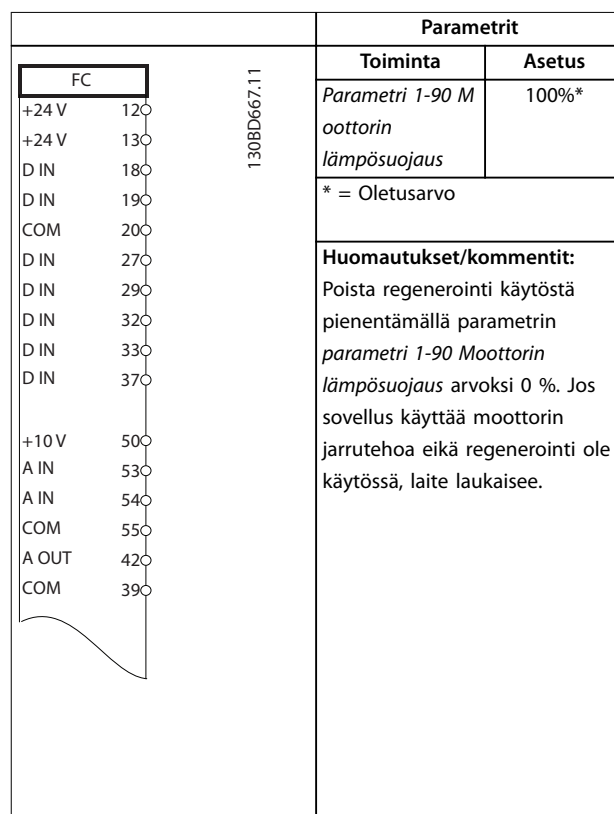 FC
+24 V 12
+24 V 13
D IN 18
D IN 19
COM 20
D IN 27
D IN 29
D IN 32
D IN 33
D IN 37
+10 V 50
A IN 53
A IN 54
COM 55
A OUT 42
COM 39
130BD667.11
Parametrit
Toiminta Asetus
Parametri 1-90 M 100%*
oottorin
lämpösuojaus
* = Oletusarvo
Huomautukset/kommentit:
Poista regenerointi käytöstä
pienentämällä parametrin
parametri 1-90 Moottorin
lämpösuojaus arvoksi 0 %. Jos
sovellus käyttää moottorin
jarrutehoa eikä regenerointi ole
käytössä, laite laukaisee.